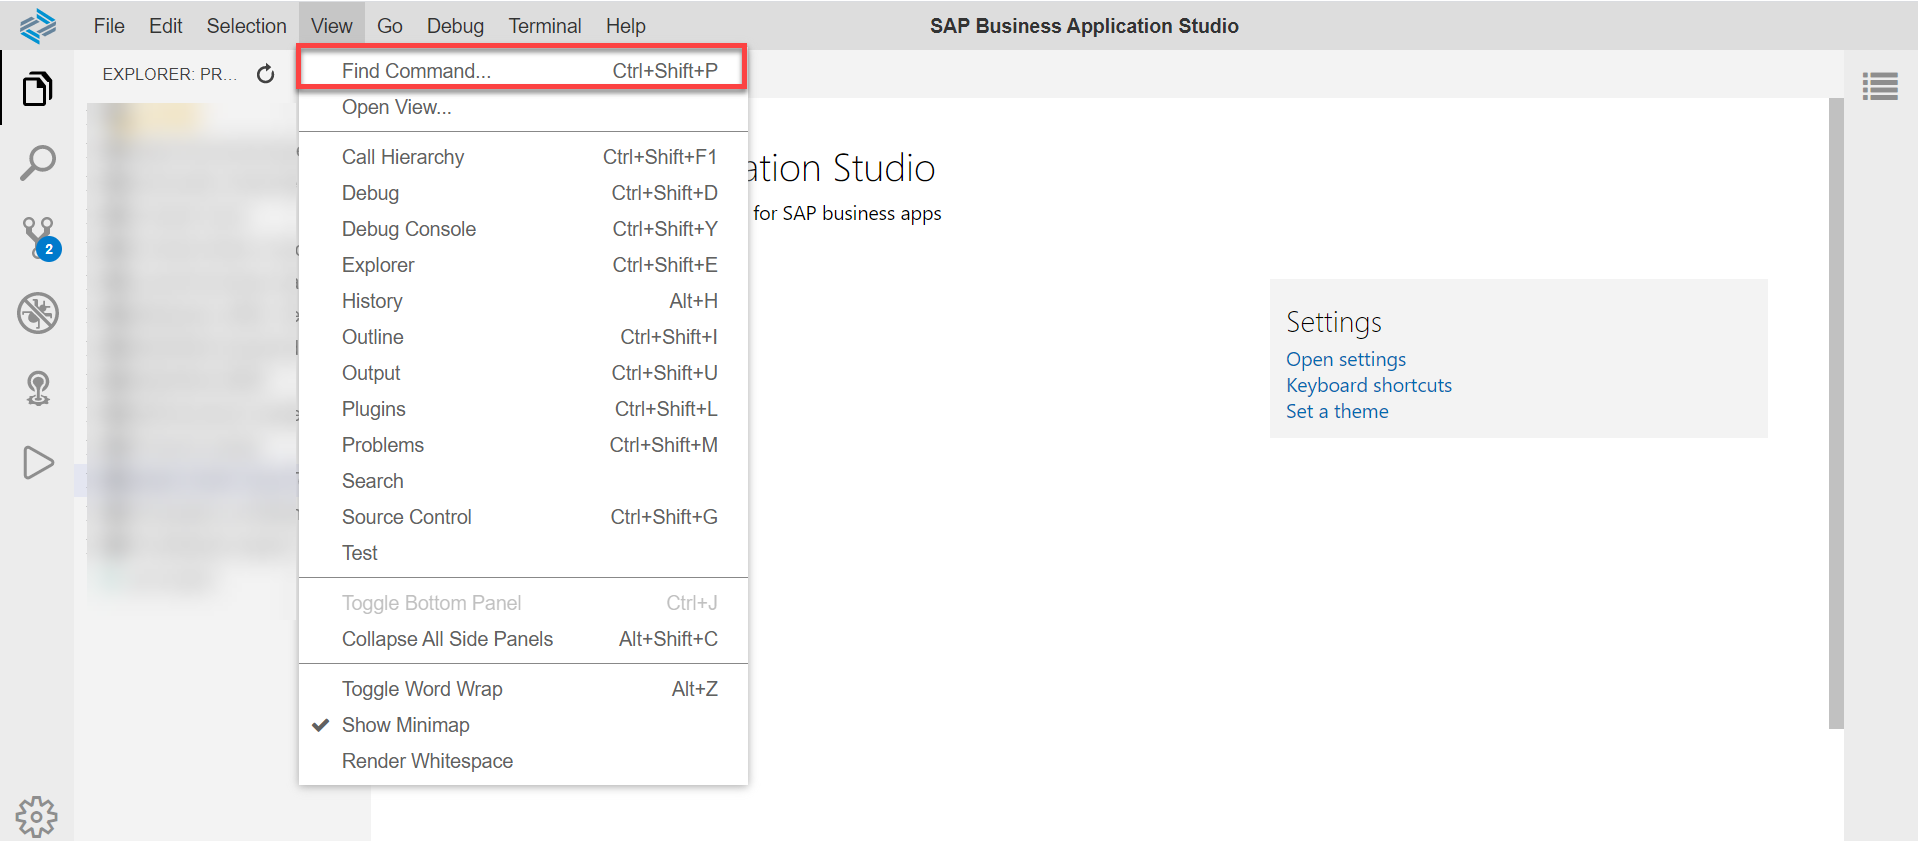 File Edit Selection View Go Debug Terminal Help SAP Business Application Studio
EXPLORER: PR...
Find Command... Ctrl+Shift+P
Open View...
Call Hierarchy Ctrl+Shift+F1
Debug Ctrl+Shift+D
Debug Console Ctrl+Shift+Y
Explorer Ctrl+Shift+E
History Alt+H
Outline Ctrl+Shift+I
Output Ctrl+Shift+U
Plugins Ctrl+Shift+L
Problems Ctrl+Shift+M
Search
Source Control Ctrl+Shift+G
Test
Toggle Bottom Panel Ctrl+J
Collapse All Side Panels Alt+Shift+C
Toggle Word Wrap Alt+Z
Show Minimap
Render Whitespace
ation Studio
for SAP business apps
Settings
Open settings
Keyboard shortcuts
Set a theme
2